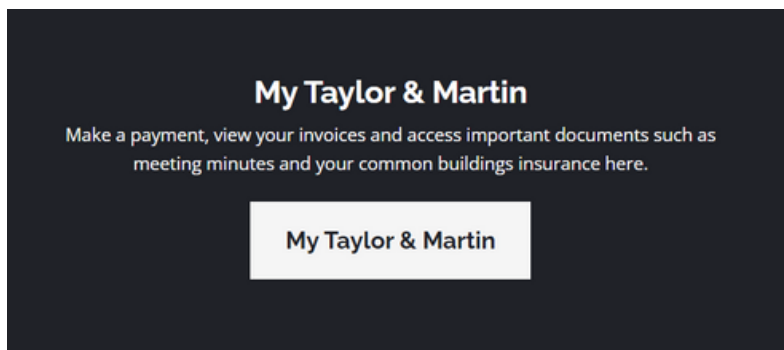 My Taylor & Martin
Make a payment, view your invoices and access important documents such as
meeting minutes and your common buildings insurance here.
My Taylor & Martin